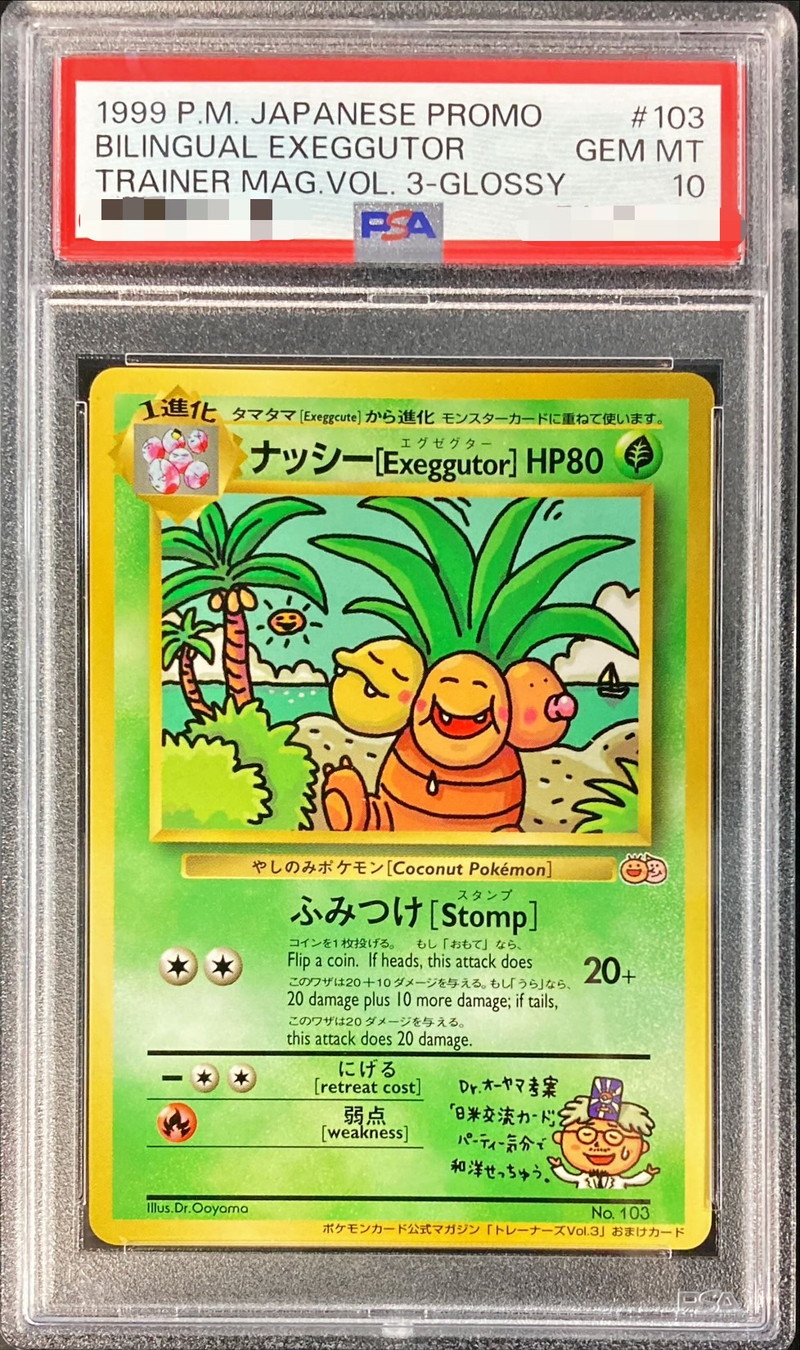 1999 P.M. JAPANESE PROMO #103
BILINGUAL EXEGGUTOR GEM MT
TRAINER MAG.VOL. 3-GLOSSY 10
PSA
1進化 タマタマ[Exeggcute]から進化 モンスターカードに重ねて使います。
エグゼグター
ナッシー[Exeggutor] HP80
やしのみポケモン[Coconut Pokémon]
スタンプ
ふみつけ[Stomp]
コインを1枚投げる。 もし「おもて」なら、
Flip a coin. If heads, this attack does
20+
このワザは20+10ダメージを与える。もし「うら」なら、
20 damage plus 10 more damage; if tails,
このワザは20ダメージを与える。
this attack does 20 damage.
にげる
[retreat cost]
弱点
[weakness]
Dr.オーヤマ考案
「日米交流カード」
パーティー気分で
和洋せっちゅう。
Illus.Dr.Ooyama No. 103
ポケモンカード公式マガジン「トレーナーズVol.3」おまけカード
PSA